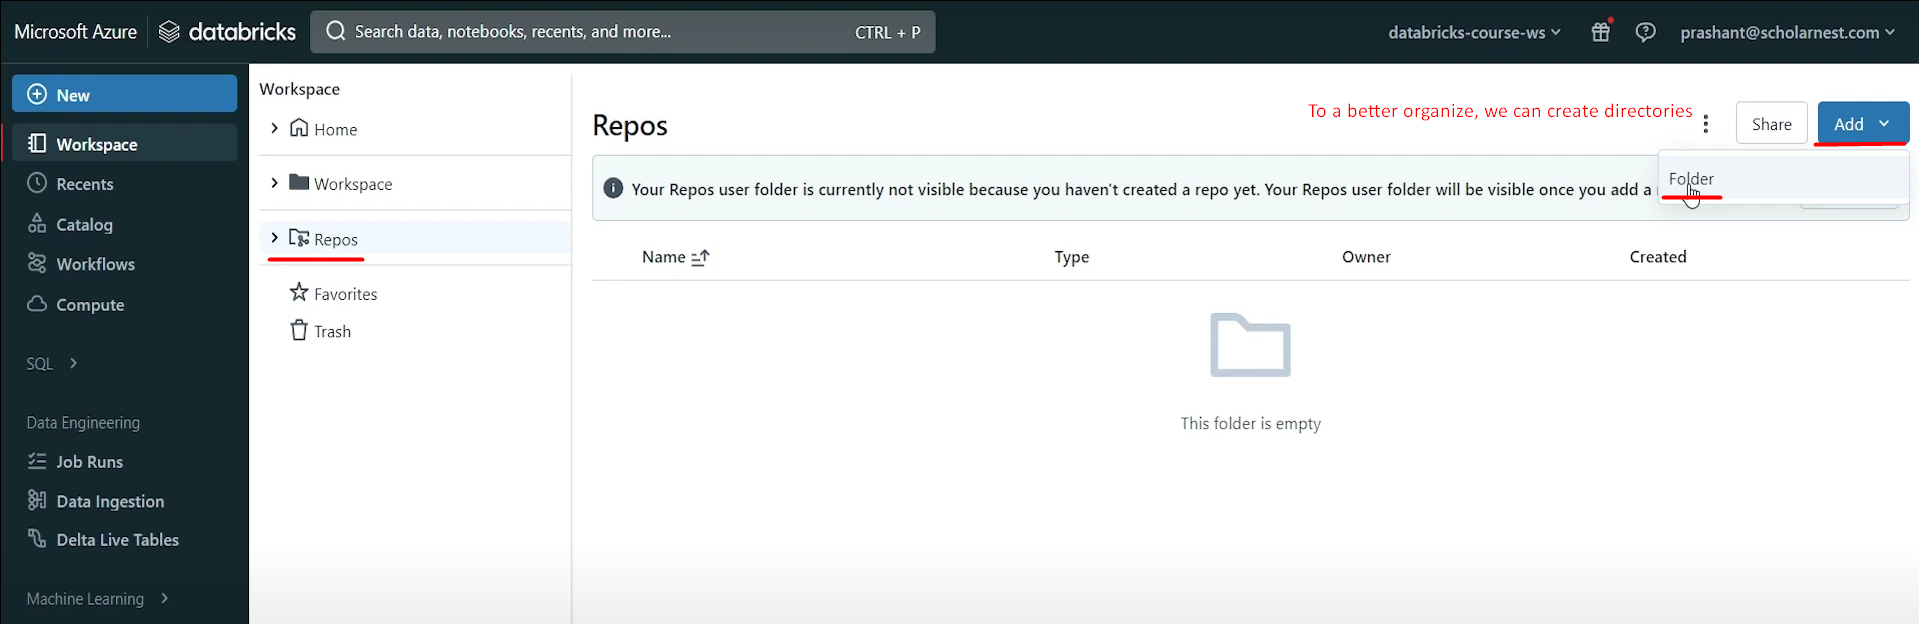 Microsoft Azure
databricks
Search data, notebooks, recents, and more...
CTRL + P
databricks-course-ws
prashant@scholarnest.com
New
Workspace
Recents
Catalog
Workflows
Compute
SQL
Data Engineering
Job Runs
Data Ingestion
Delta Live Tables
Machine Learning
Workspace
Home
Workspace
Repos
Favorites
Trash
Repos
To a better organize, we can create directories
Share
Add
Folder
Your Repos user folder is currently not visible because you haven't created a repo yet. Your Repos user folder will be visible once you add a
Name
Type
Owner
Created
This folder is empty